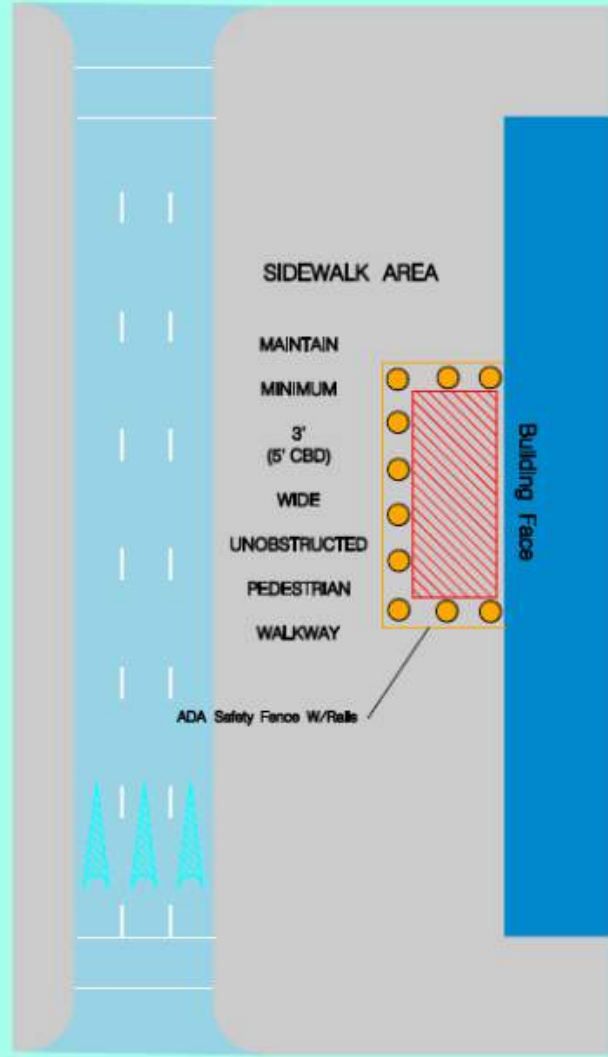 SIDEWALK AREA
MAINTAIN
MINIMUM
3'
(5' CBD)
WIDE
UNOBSTRUCTED
PEDESTRIAN
WALKWAY
Building Face
ADA Safety Fence W/Rails